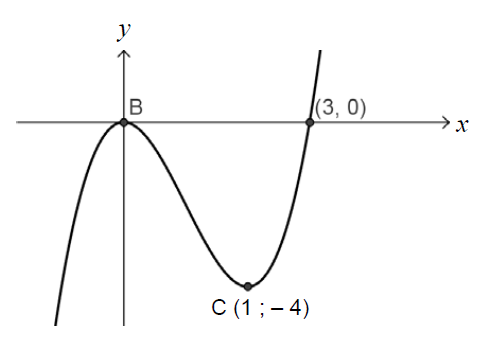 y
B
(3, 0)
x
C (1 ; – 4)